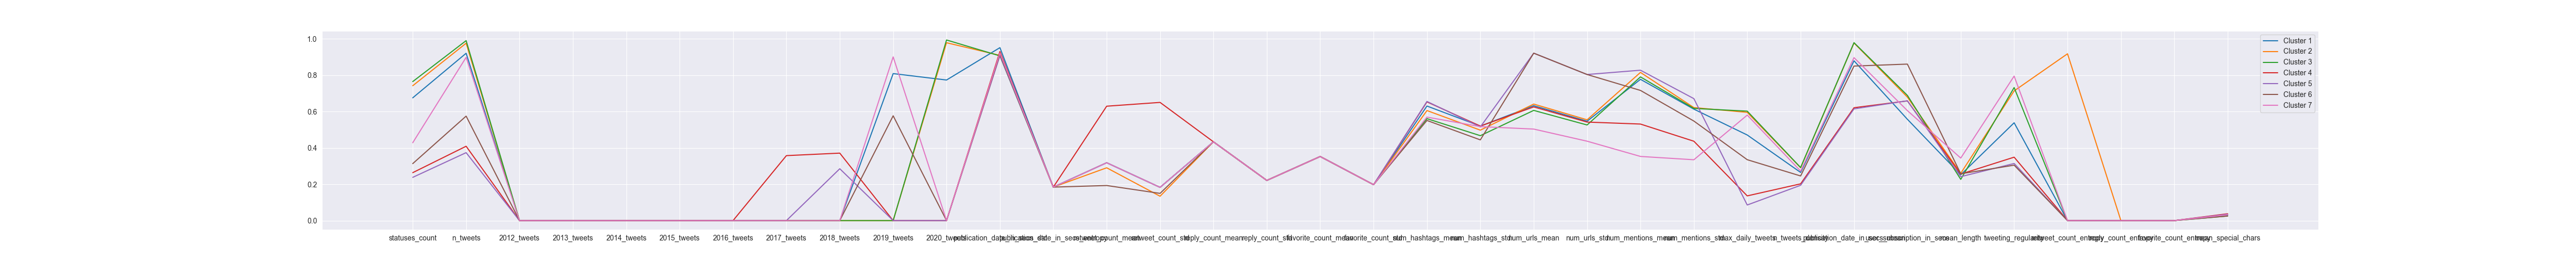 1.0
0.8
0.6
0.4
0.2
0.0
Cluster 1
Cluster 2
Cluster 3
Cluster 4
Cluster 5
Cluster 6
Cluster 7
statuses_count n_tweets 2012_tweets 2013_tweets 2014_tweets 2015_tweets 2016_tweets 2017_tweets 2018_tweets 2019_tweets 2020_tweets retweet_count_mean retweet_count_std reply_count_mean reply_count_std favorite_count_mean favorite_count_std num_hashtags_mean num_hashtags_std num_urls_mean num_urls_std num_mentions_mean num_mentions_std max_daily_tweets mean_length tweeting_regularity retweet_count_entropy reply_count_entropy favorite_count_entropy mean_special_chars